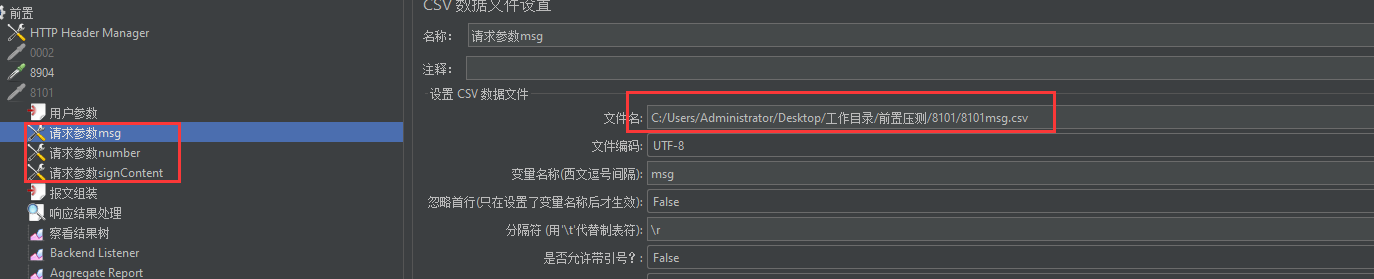 前置
HTTP Header Manager
0002
8904
8101
用户参数
请求参数msg
请求参数number
请求参数signContent
报文组装
响应结果处理
察看结果树
Backend Listener
Aggregate Report
CSV 数据文件设置
名称: 请求参数msg
注释:
设置 CSV 数据文件
文件名: C:/Users/Administrator/Desktop/工作目录/前置压测/8101/8101msg.csv
文件编码: UTF-8
变量名称(西文逗号间隔): msg
忽略首行(只在设置了变量名称后才生效): False
分隔符 (用'\t'代替制表符): \r
是否允许带引号?: False